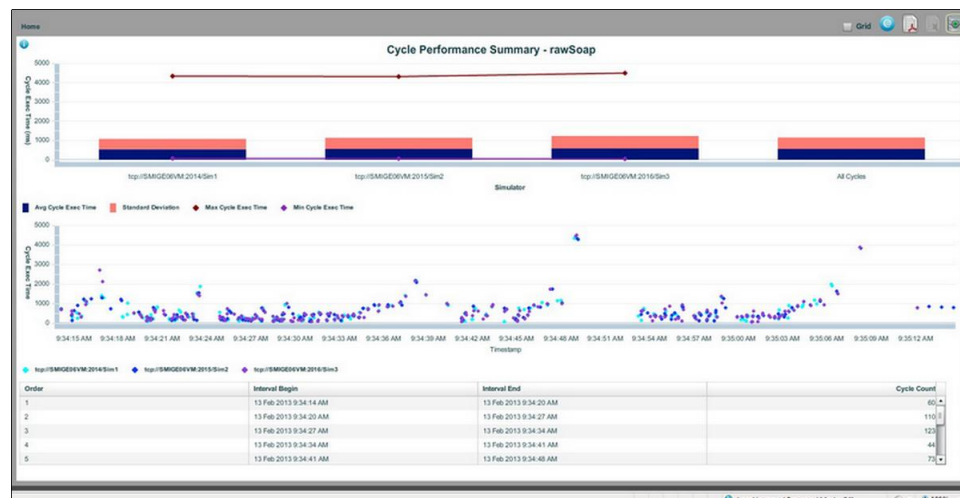 Home
Grid
Cycle Performance Summary - rawSoap
5000
4000
3000
2000
1000
0
Cycle Exec Time (ms)
tcp://SMIGE06VM:2014/Sim1
tcp://SMIGE06VM:2015/Sim2
tcp://SMIGE06VM:2016/Sim3
All Cycles
Simulator
Avg Cycle Exec Time
Standard Deviation
Max Cycle Exec Time
Min Cycle Exec Time
5000
4000
3000
2000
1000
0
Cycle Exec Time
9:34:15 AM 9:34:18 AM 9:34:21 AM 9:34:24 AM 9:34:27 AM 9:34:30 AM 9:34:33 AM 9:34:36 AM 9:34:39 AM 9:34:42 AM 9:34:45 AM 9:34:48 AM 9:34:51 AM 9:34:54 AM 9:34:57 AM 9:35:00 AM 9:35:03 AM 9:35:06 AM 9:35:09 AM 9:35:12 AM
Timestamp
tcp://SMIGE06VM:2014/Sim1
tcp://SMIGE06VM:2015/Sim2
tcp://SMIGE06VM:2016/Sim3
Order Interval Begin Interval End Cycle Count
1 13 Feb 2013 9:34:14 AM 13 Feb 2013 9:34:20 AM 60
2 13 Feb 2013 9:34:20 AM 13 Feb 2013 9:34:27 AM 110
3 13 Feb 2013 9:34:27 AM 13 Feb 2013 9:34:34 AM 123
4 13 Feb 2013 9:34:34 AM 13 Feb 2013 9:34:41 AM 44
5 13 Feb 2013 9:34:41 AM 13 Feb 2013 9:34:48 AM 73